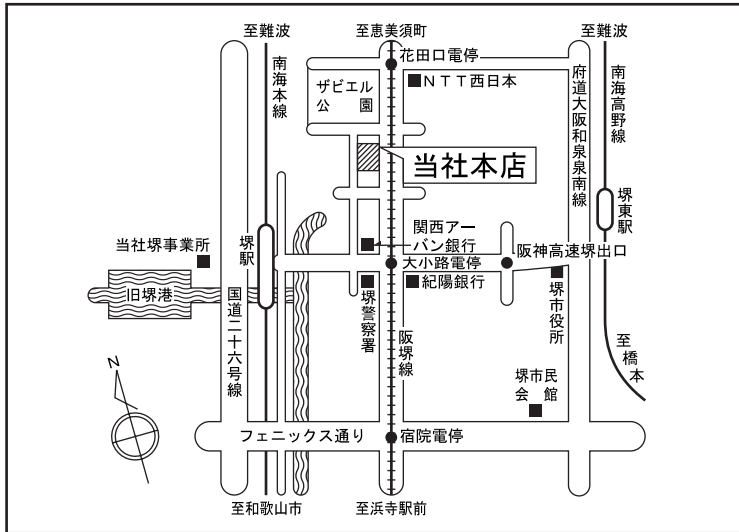 至難波
至恵美須町
至難波
花田口電停
南海本線
ザビエル
公園
ＮＴＴ西日本
府道大阪和泉泉南線
南海高野線
当社本店
堺東駅
関西アー
バン銀行
当社堺事業所
堺駅
大小路電停
阪神高速堺出口
旧堺港
紀陽銀行
国道二十六号線
堺警察署
阪堺線
堺市役所
至橋本
N
堺市民
会館
フェニックス通り
宿院電停
至和歌山市
至浜寺駅前